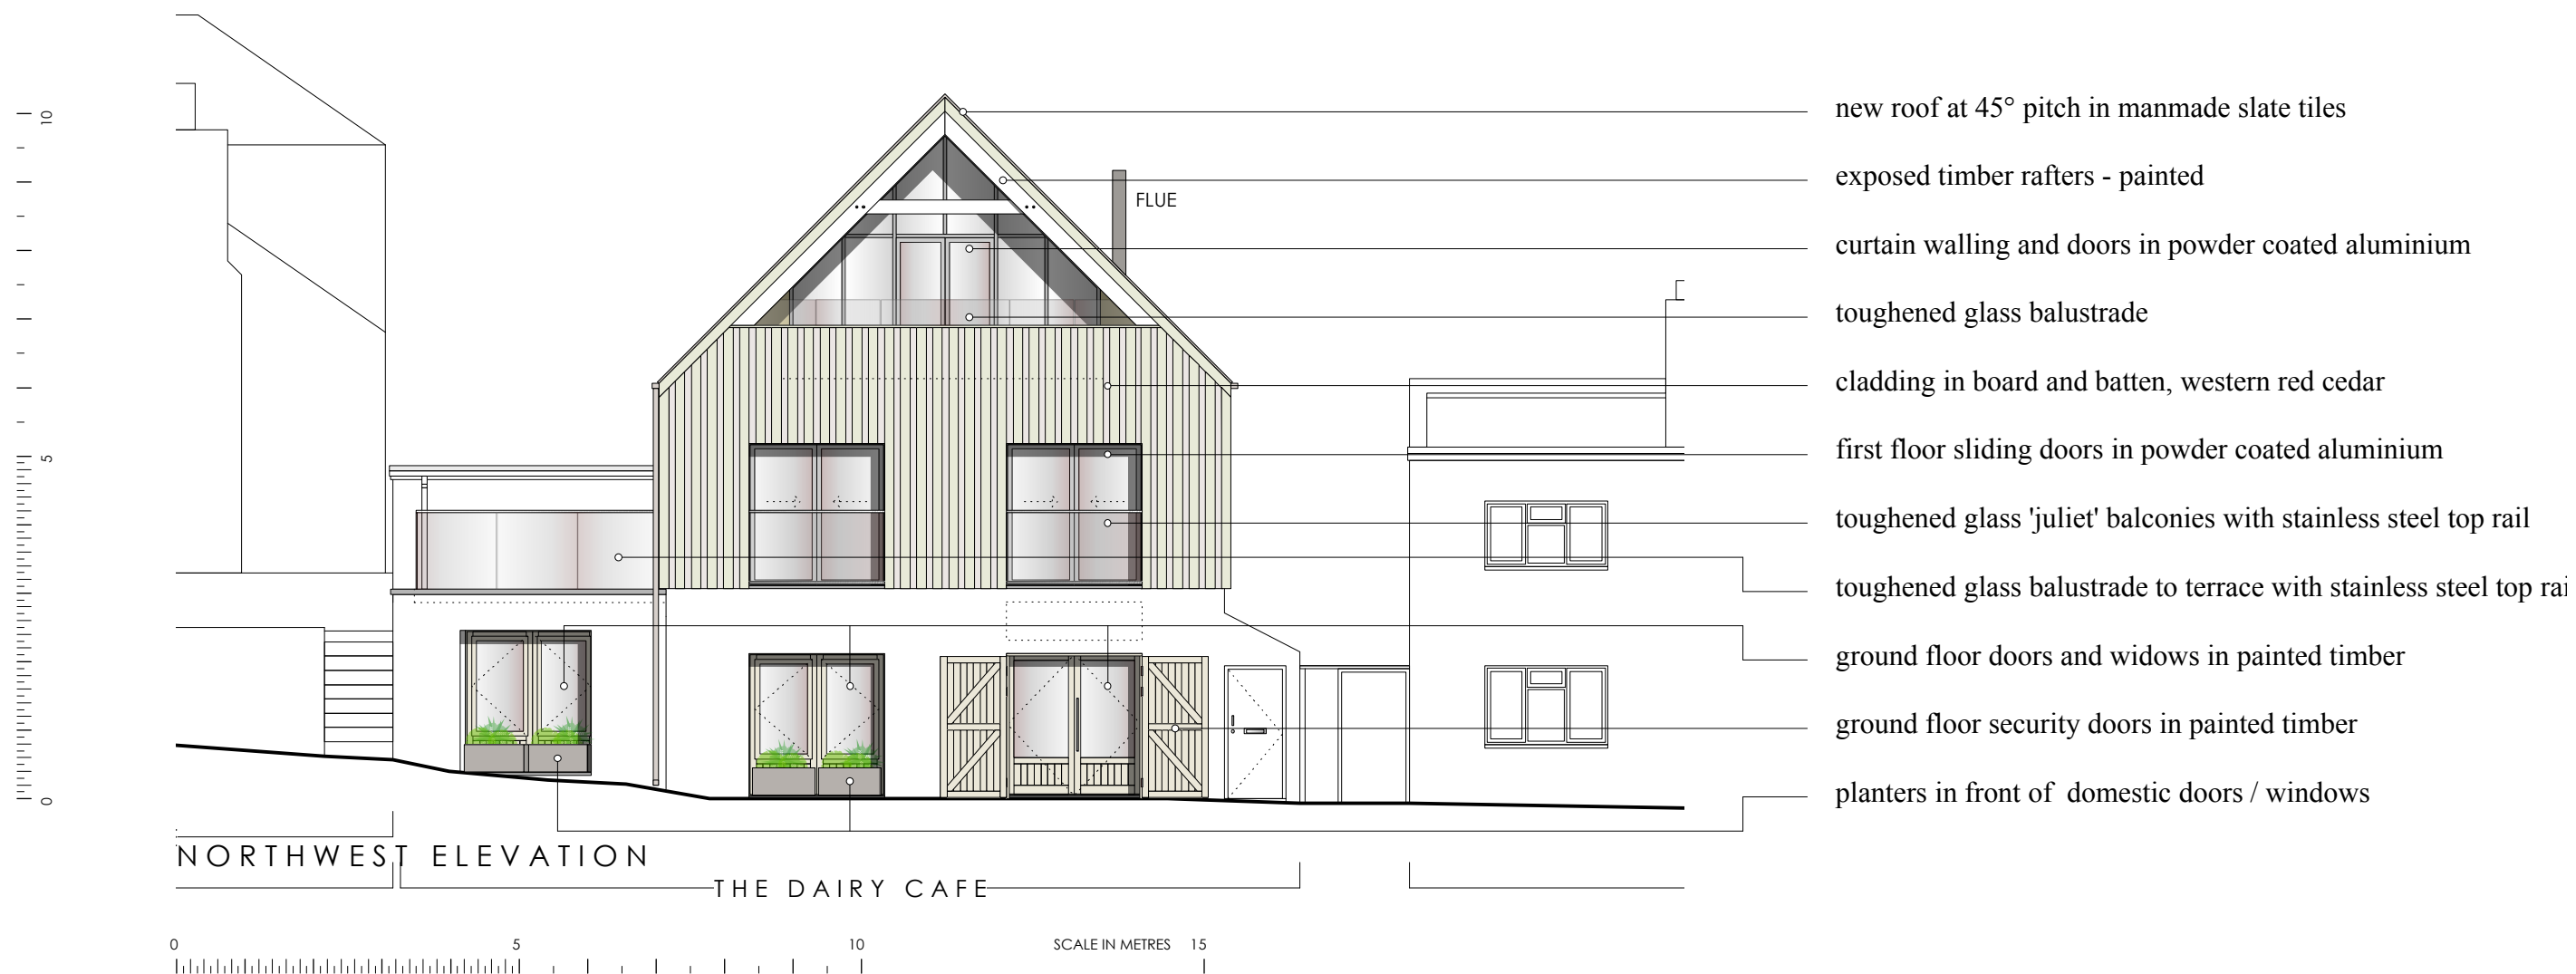 new roof at 45° pitch in manmade slate tiles
10
exposed timber rafters - painted
FLUE
curtain walling and doors in powder coated aluminium
toughened glass balustrade
cladding in board and batten, western red cedar
first floor sliding doors in powder coated aluminium
5
toughened glass 'juliet' balconies with stainless steel top rail
toughened glass balustrade to terrace with stainless steel top rai
ground floor doors and widows in painted timber
ground floor security doors in painted timber
planters in front of domestic doors / windows
0
NORTHWEST ELEVATION
THE DAIRY CAFE
0 5 10 SCALE IN METRES 15